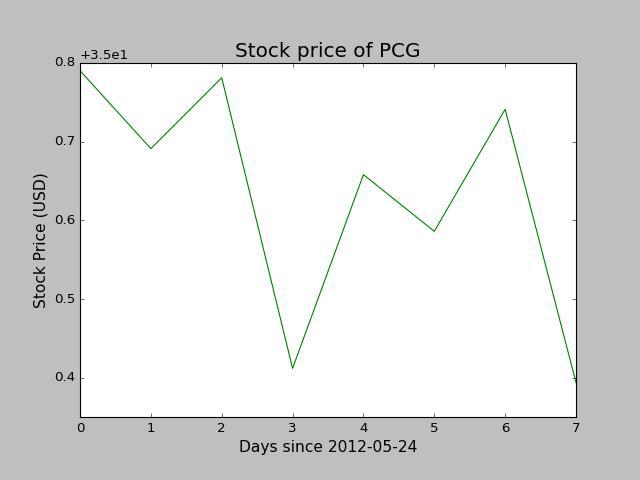 Stock price of PCG
+3.5e1
0.8
0.7
0.6
0.5
0.4
Stock Price (USD)
0 1 2 3 4 5 6 7
Days since 2012-05-24